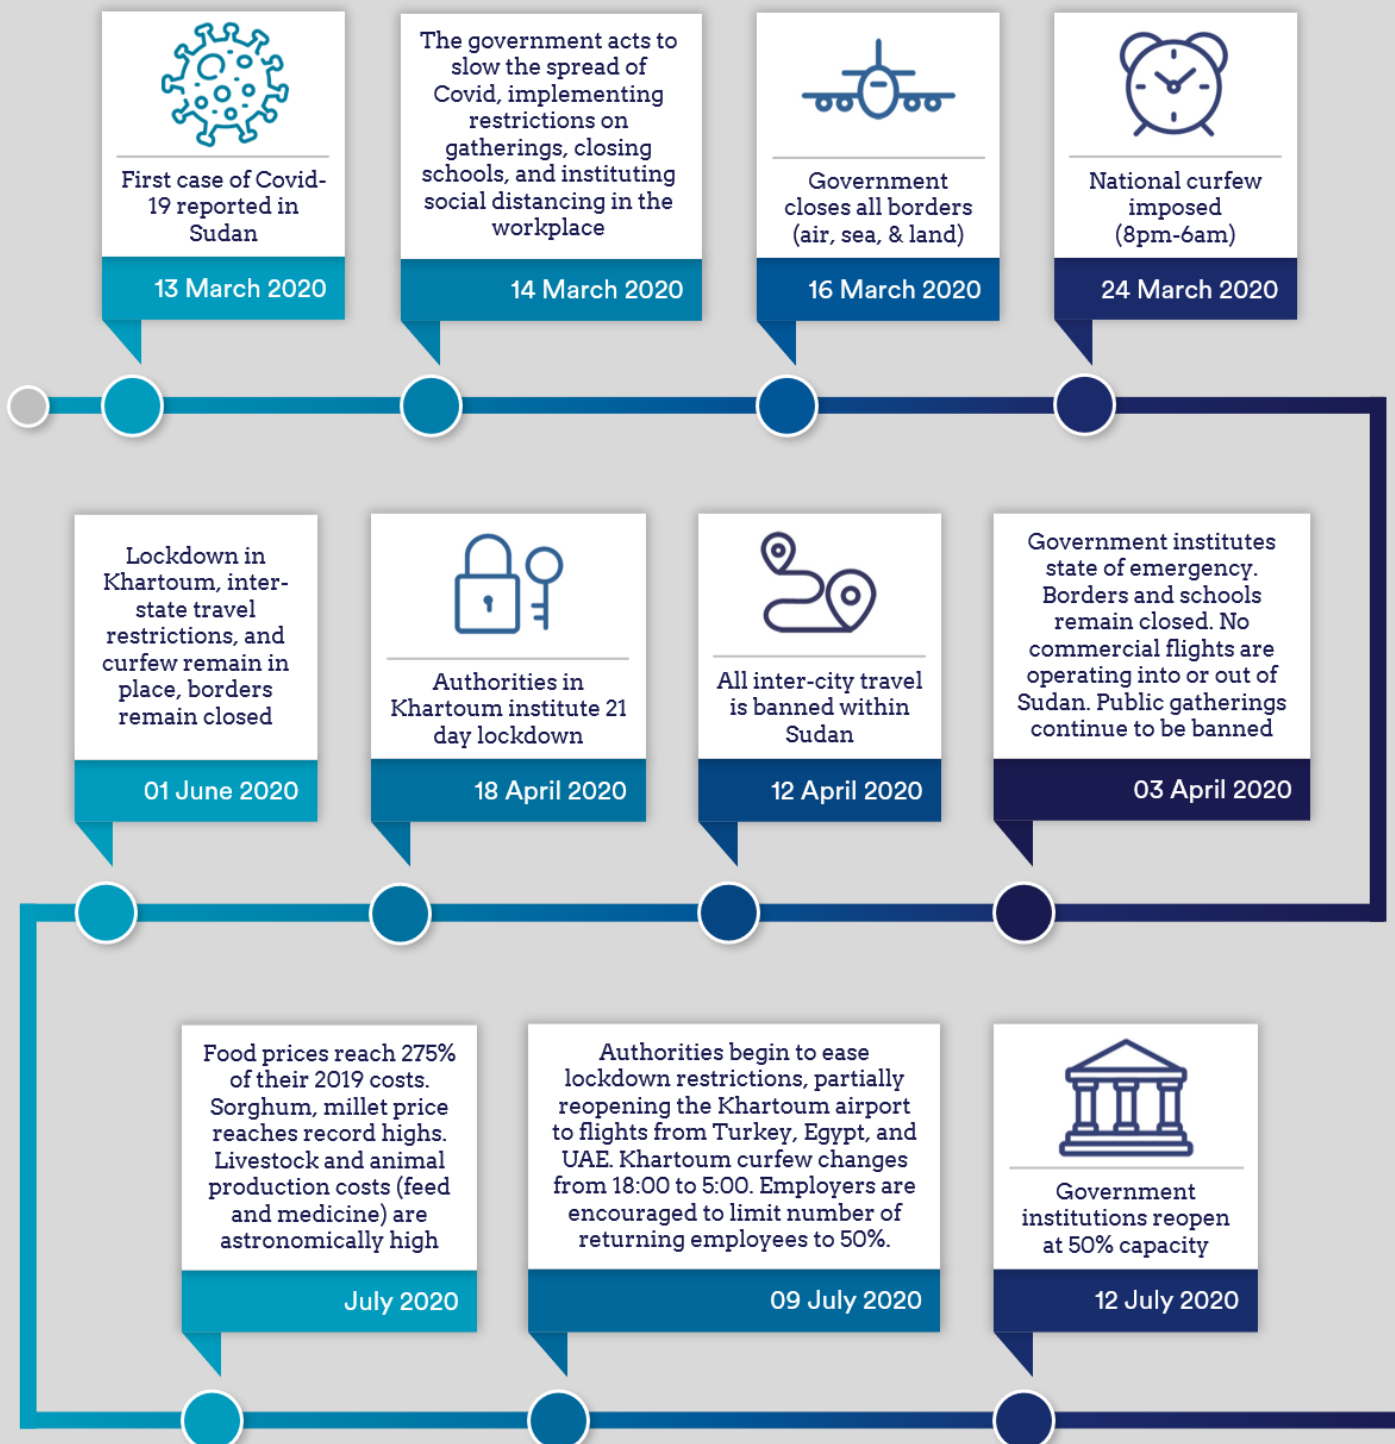 First case of Covid-
19 reported in
Sudan
13 March 2020
The government acts to
slow the spread of
Covid, implementing
restrictions on
gatherings, closing
schools, and instituting
social distancing in the
workplace
14 March 2020
Government
closes all borders
(air, sea, & land)
16 March 2020
National curfew
imposed
(8pm-6am)
24 March 2020
Government institutes
state of emergency.
Borders and schools
remain closed. No
commercial flights are
operating into or out of
Sudan. Public gatherings
continue to be banned
03 April 2020
All inter-city travel
is banned within
Sudan
12 April 2020
Authorities in
Khartoum institute 21
day lockdown
18 April 2020
Lockdown in
Khartoum, inter-
state travel
restrictions, and
curfew remain in
place, borders
remain closed
01 June 2020
Food prices reach 275%
of their 2019 costs.
Sorghum, millet price
reaches record highs.
Livestock and animal
production costs (feed
and medicine) are
astronomically high
July 2020
Authorities begin to ease
lockdown restrictions, partially
reopening the Khartoum airport
to flights from Turkey, Egypt, and
UAE. Khartoum curfew changes
from 18:00 to 5:00. Employers are
encouraged to limit number of
returning employees to 50%.
09 July 2020
Government
institutions reopen
at 50% capacity
12 July 2020